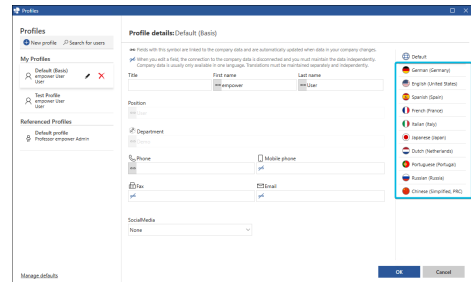 Profiles
Profiles
New profile
Search for users
My Profiles
Default (Basis)
empower User
User
Test Profile
empower User
User
Referenced Profiles
Default profile
Professor empower Admin
Manage defaults
Profile details: Default (Basis)
Fields with this symbol are linked to the company data and are automatically updated when data in your company changes.
When you edit a field, the connection to the company data is disconnected and you must maintain the data independently.
Company data is usually only available in one language. Translations must be maintained separately and independently.
Title
First name
Last name
empower
User
Position
User
Department
Phone
Mobile phone
Fax
Email
SocialMedia
None
Default
German (Germany)
English (United States)
Spanish (Spain)
French (France)
Italian (Italy)
Japanese (Japan)
Dutch (Netherlands)
Portuguese (Portugal)
Russian (Russia)
Chinese (Simplified, PRC)
OK
Cancel